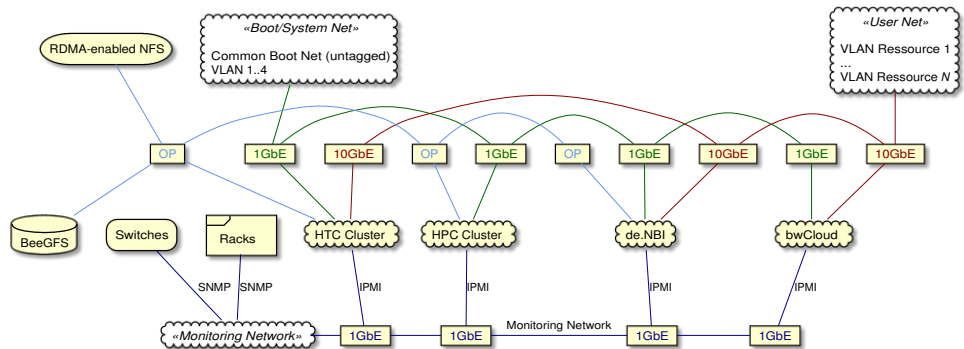 «Boot/System Net»
Common Boot Net (untagged)
VLAN 1..4
«User Net»
VLAN Ressource 1
...
VLAN Ressource N
RDMA-enabled NFS
OP
1GbE
10GbE
OP
1GbE
OP
1GbE
10GbE
1GbE
10GbE
BeeGFS
Switches
Racks
HTC Cluster
HPC Cluster
de.NBI
bwCloud
SNMP
SNMP
IPMI
IPMI
IPMI
IPMI
«Monitoring Network»
1GbE
1GbE
Monitoring Network
1GbE
1GbE